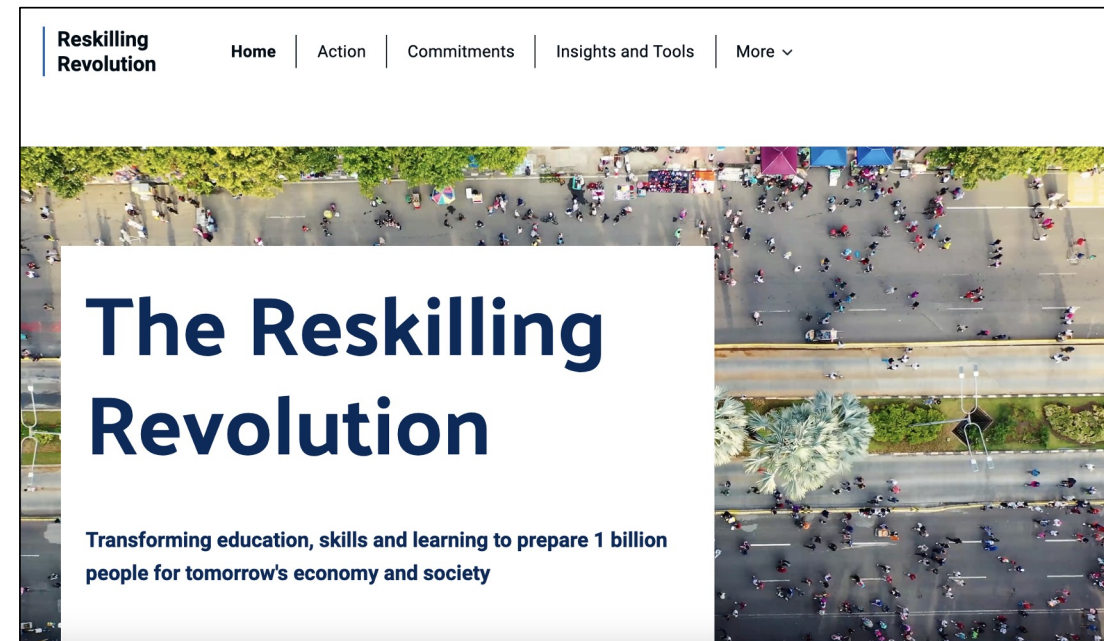 Reskilling
Revolution
Home
Action
Commitments
Insights and Tools
More
The Reskilling
Revolution
Transforming education, skills and learning to prepare 1 billion
people for tomorrow's economy and society